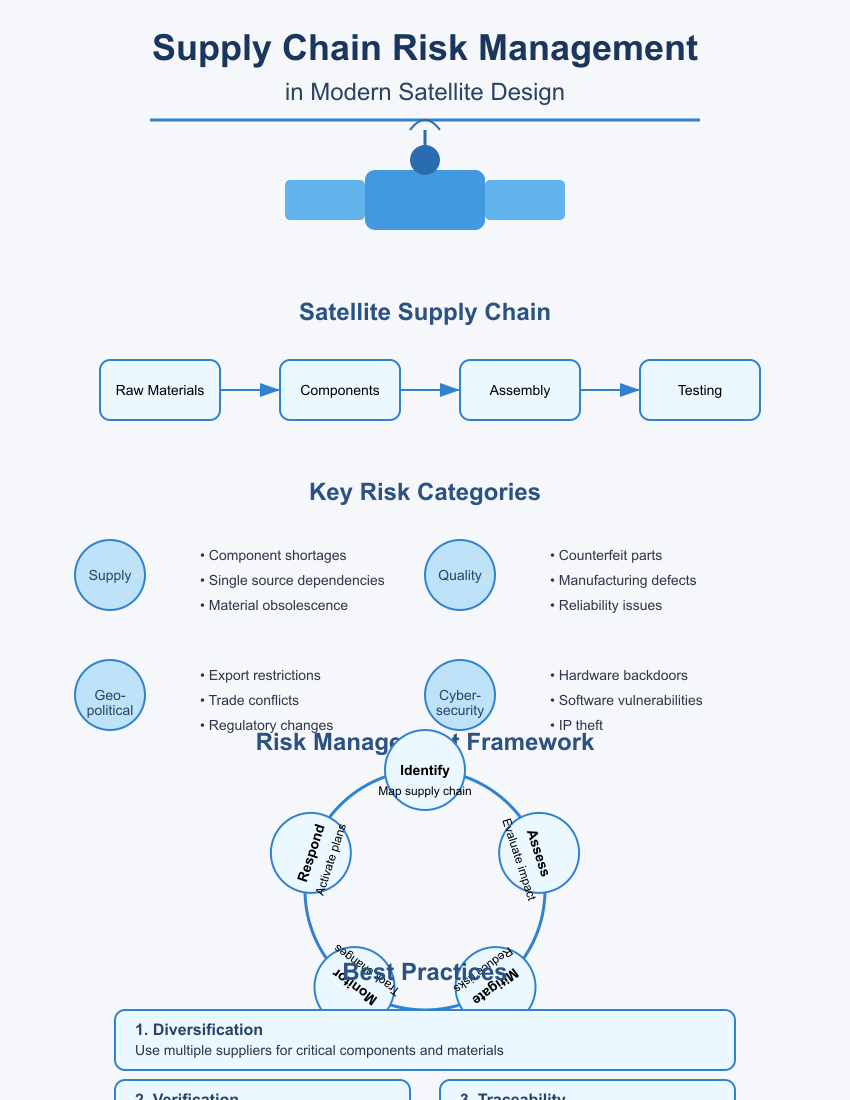 Supply Chain Risk Management
in Modern Satellite Design
Satellite Supply Chain
Raw Materials
Components
Assembly
Testing
Key Risk Categories
Supply
• Component shortages
• Single source dependencies
• Material obsolescence
Quality
• Counterfeit parts
• Manufacturing defects
• Reliability issues
Geo-
political
• Export restrictions
• Trade conflicts
• Regulatory changes
Cyber-
security
• Hardware backdoors
• Software vulnerabilities
• IP theft
Risk Management Framework
Identify
Map supply chain
Assess
Evaluate impact
Mitigate
Reduce risks
Monitor
Track changes
Respond
Activate plans
Best Practices
1. Diversification
Use multiple suppliers for critical components and materials
2. Verification
3. Traceability